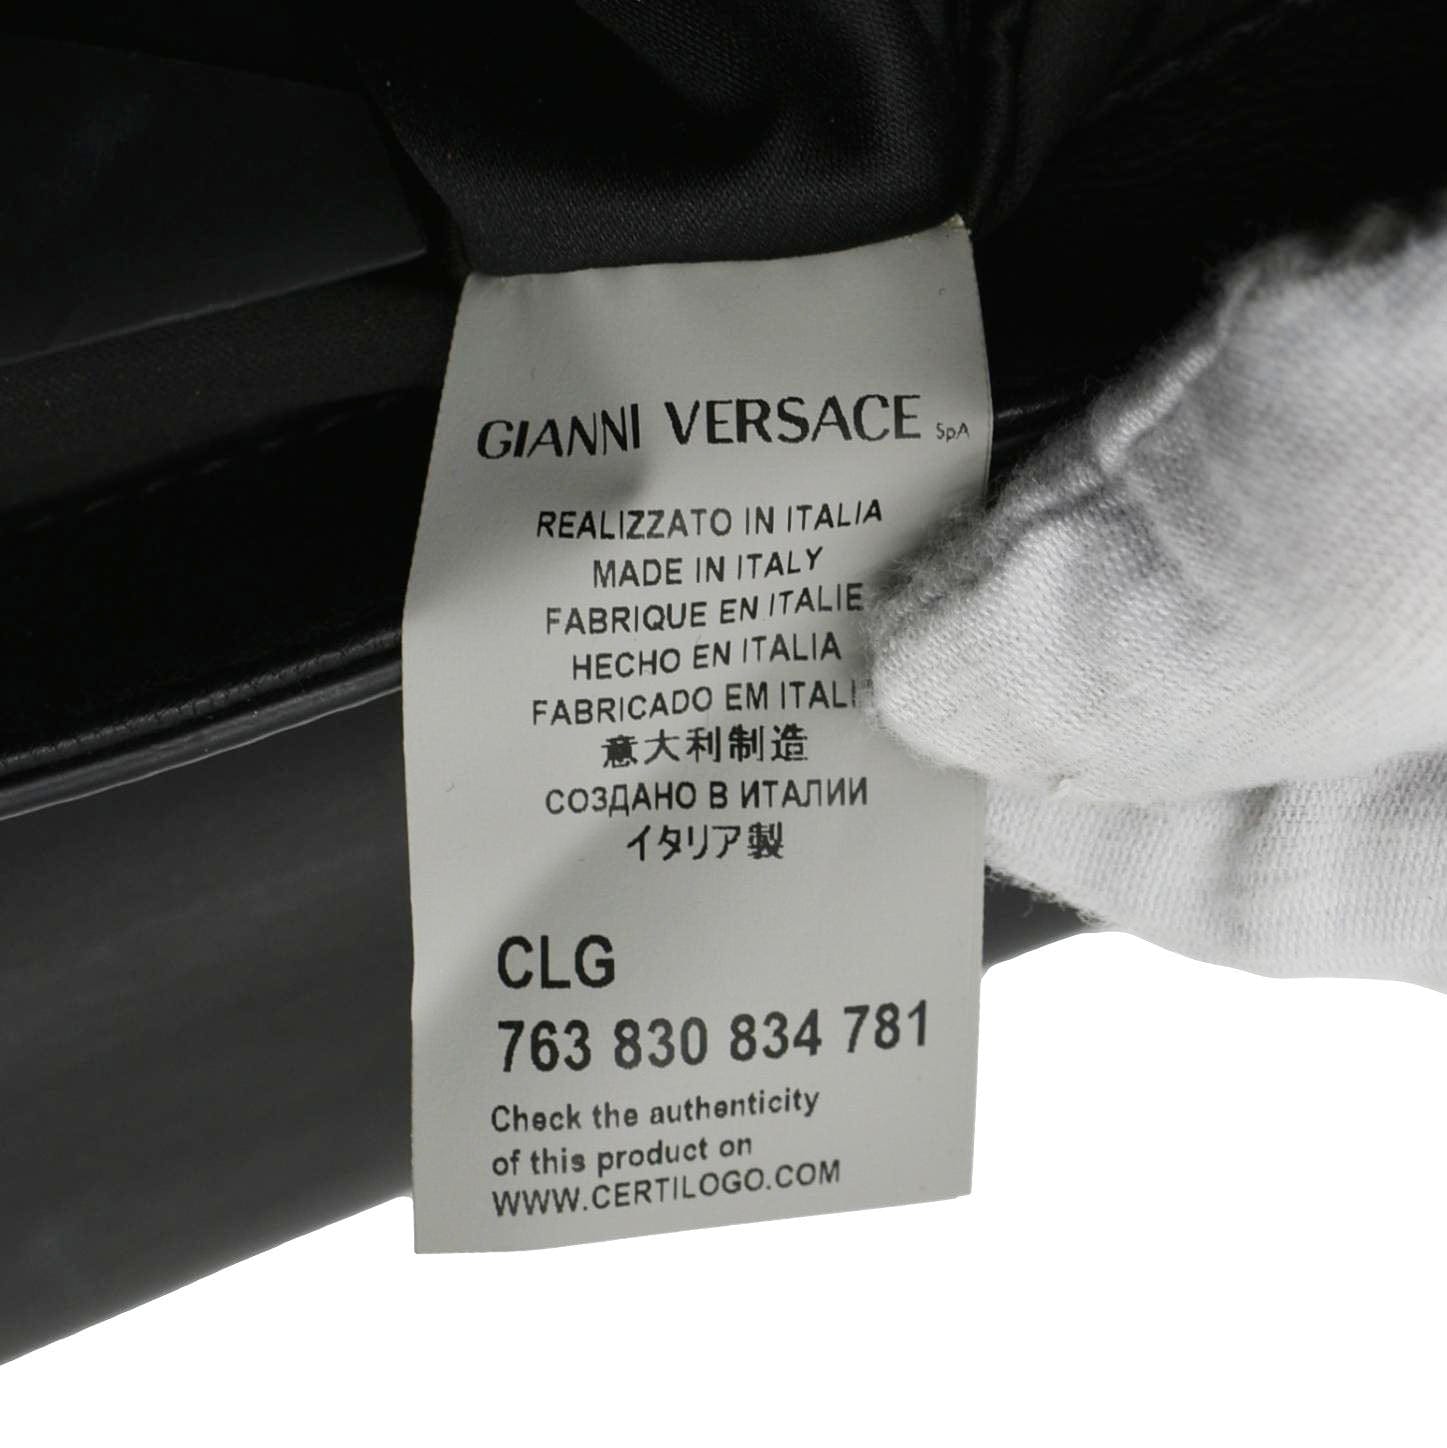 GIANNI VERSACE SpA
REALIZZATO IN ITALIA
MADE IN ITALY
FABRIQUE EN ITALIE
HECHO EN ITALIA
FABRICADO EM ITALI
意大利制造
СОЗДАНО В ИТАЛИИ
イタリア製
CLG
763 830 834 781
Check the authenticity
of this product on
WWW.CERTILOGO.COM